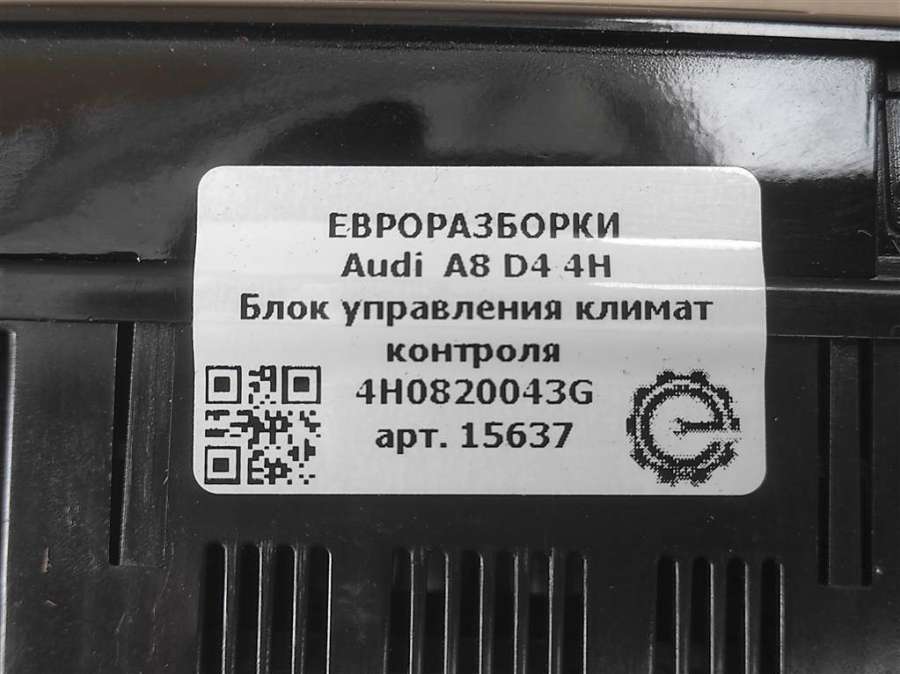 ЕВРОРАЗБОРКИ
Audi A8 D4 4H
Блок управления климат
контроля
4H0820043G
арт. 15637